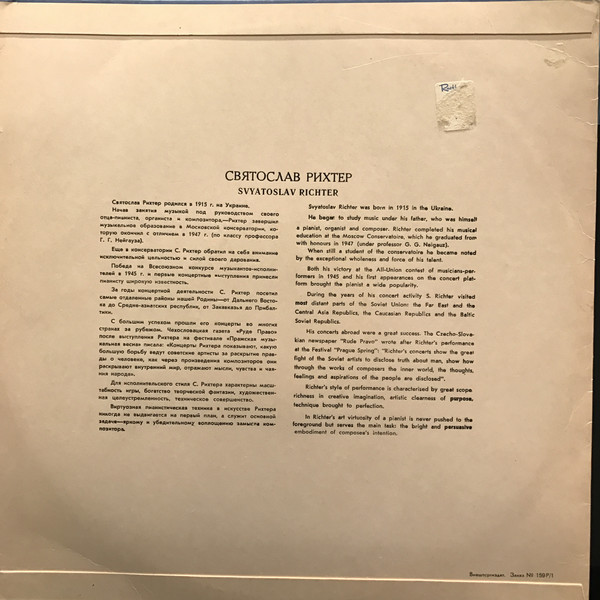 СВЯТОСЛАВ РИХТЕР
SVYATOSLAV RICHTER
Святослав Рихтер родился в 1915 г. на Украине.
Начав занятия музыкой под руководством своего
отца-пианиста, органиста и композитора,—Рихтер завершил
музыкальное образование в Московской консерватории, ко-
торую окончил с отличием в 1947 г. (по классу профессора
Г. Г. Нейгауза).
Еще в консерватории С. Рихтер обратил на себя внимание
исключительной цельностью и силой своего дарования.
Победа на Всесоюзном конкурсе музыкантов-исполни-
телей в 1945 г. и первые концертные выступления принесли
пианисту широкую известность.
За годы концертной деятельности С. Рихтер посетил
самые отдаленные районы нашей Родины—от Дальнего Восто-
ка до Средне-азиатских республик, от Закавказья до Прибал-
тики.
С большим успехом прошли его концерты во многих
странах за рубежом. Чехословацкая газета «Руде Право»
после выступления Рихтера на фестивале «Пражская музы-
кальная весна» писала: «Концерты Рихтера показывают, какую
большую борьбу ведут советские артисты за раскрытие прав-
ды о человеке, как через произведения композиторов они
раскрывают внутренний мир, отражают мысли, чувства и чая-
ния народа».
Для исполнительского стиля С. Рихтера характерны масш-
табность игры, богатство творческой фантазии, художествен-
ная целеустремленность, техническое совершенство.
Виртуозная пианистическая техника в искусстве Рихтера
никогда не выдвигается на первый план, а служит основной
задаче—яркому и убедительному воплощению замысла ком-
позитора.
Svyatoslav Richter was born in 1915 in the Ukraine.
He began to study music under his father, who was himself
a pianist, organist and composer. Richter completed his musical
education at the Moscow Conservatoire, which he graduated from
with honours in 1947 (under professor G. G. Neigauz).
When still a student of the conservatoire he became noted
by the exceptional wholeness and force of his talent.
Both his victory at the All-Union contest of musicians-per-
formers in 1945 and his first appearances on the concert plat-
form brought the pianist a wide popularity.
During the years of his concert activity S. Richter visited
most distant parts of the Soviet Union: the Far East and the
Central Asia Republics, the Caucasian Republics and the Baltic
Soviet Republics.
His concerts abroad were a great success. The Czecho-Slova-
kian newspaper "Rude Pravo" wrote after Richter's performance
at the Festival "Prague Spring": "Richter's concerts show the great
fight of the Soviet artists to disclose truth about man, show how
through the works of composers the inner world, the thoughts,
feelings and aspirations of the people are disclosed".
Richter's style of performance is characterized by great scope
richness in creative imagination, artistic clearness of purpose,
technique brought to perfection.
In Richter's art virtuosity of a pianist is never pushed to the
foreground but serves the main task: the bright and persuasive
embodiment of composee's intention.
Внешторгиздат. Заказ № 159Р/1